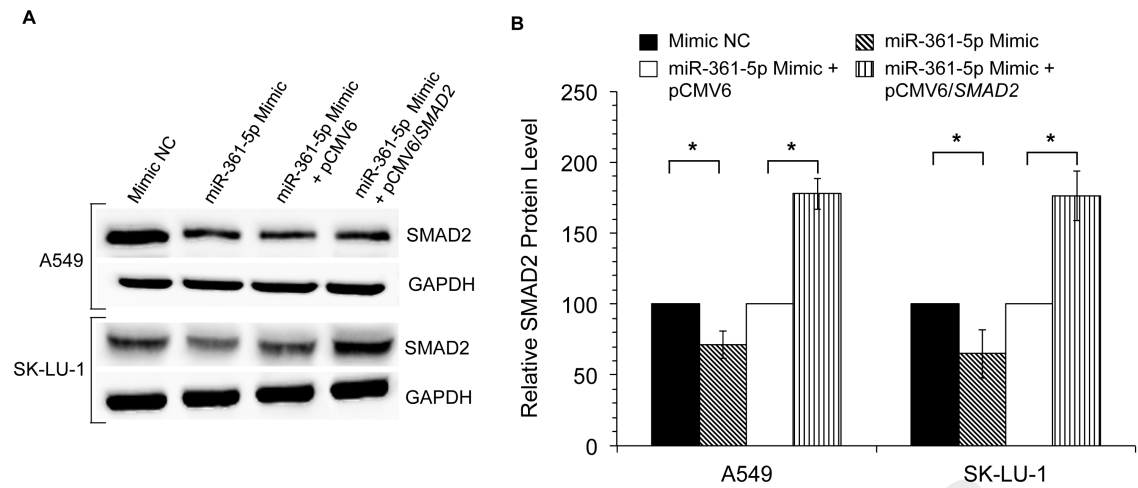 A
Mimic NC
miR-361-5p Mimic
miR-361-5p Mimic
+ pCMV6
miR-361-5p Mimic
+ pCMV6/SMAD2
A549
SMAD2
GAPDH
SK-LU-1
SMAD2
GAPDH
B
Mimic NC
miR-361-5p Mimic
miR-361-5p Mimic +
pCMV6
miR-361-5p Mimic +
pCMV6/SMAD2
Relative SMAD2 Protein Level
250
200
150
100
50
0
*
*
*
*
A549
SK-LU-1